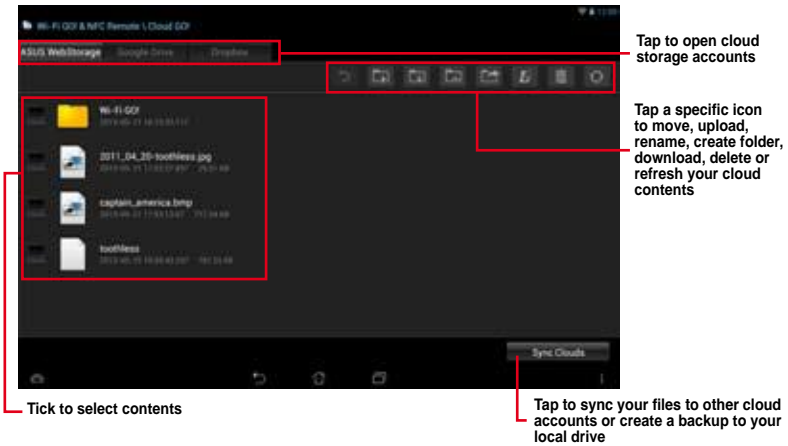 Wi-Fi GO! & NFC Remote \ Cloud GO!
ASUS WebStorage Google Drive Dropbox
Tap to open cloud
storage accounts
Tap a specific icon
to move, upload,
rename, create folder,
download, delete or
refresh your cloud
contents
Wi-Fi GO!
2011_04_20-toothless.jpg
captain_america.bmp
toothless
Sync Clouds
Tick to select contents
Tap to sync your files to other cloud
accounts or create a backup to your
local drive